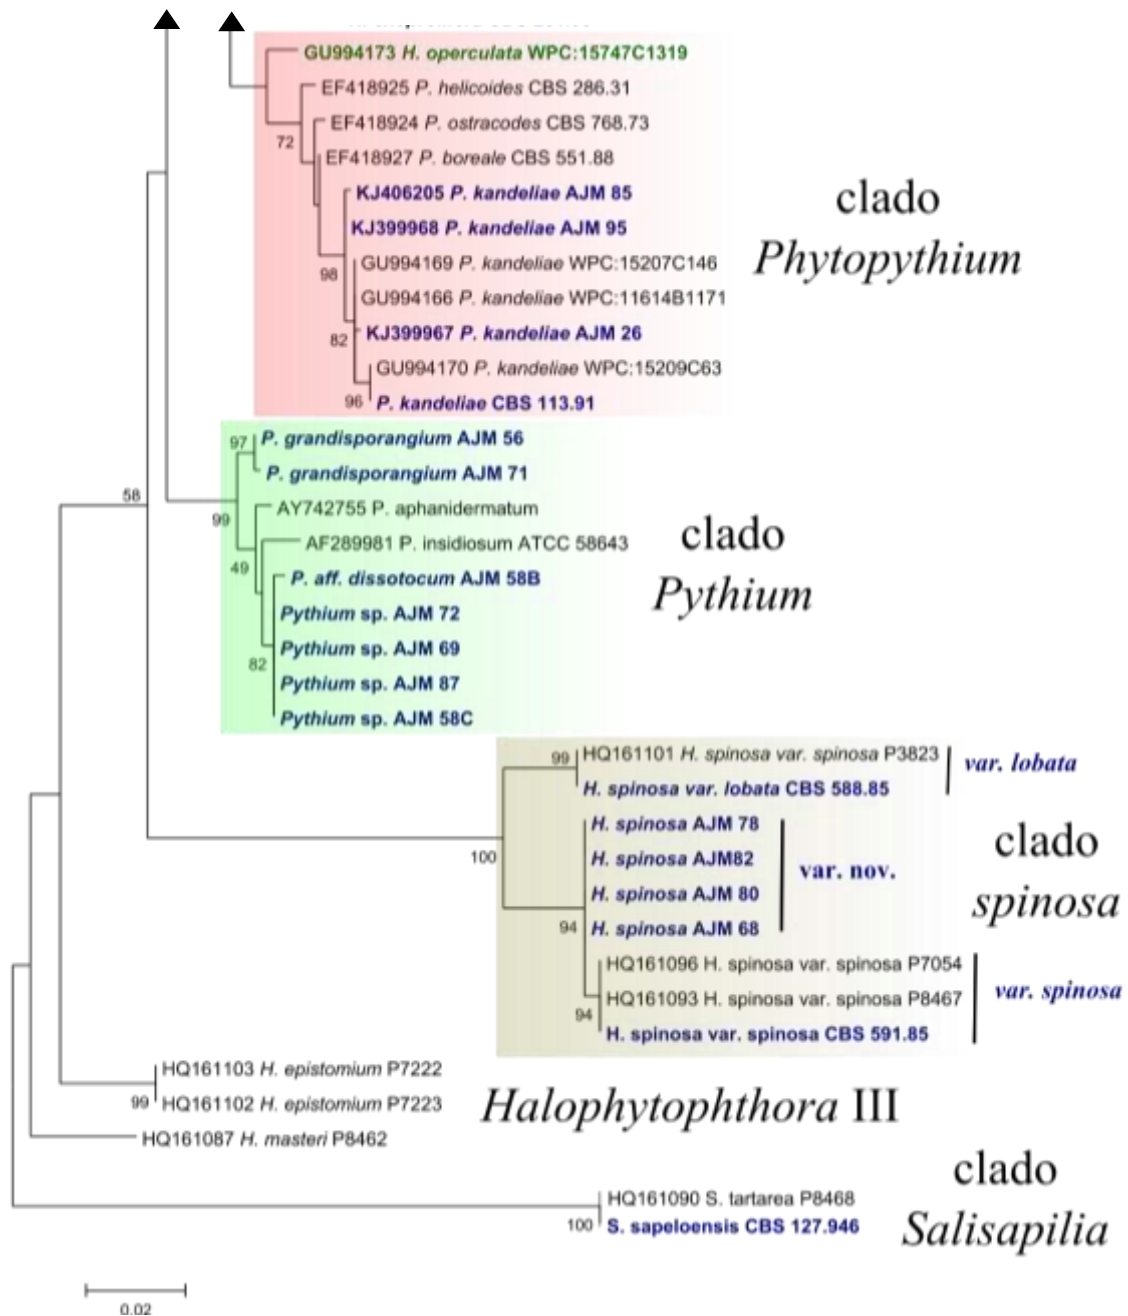 GU994173 H. operculata WPC:15747C1319
EF418925 P. helicoides CBS 286.31
EF418924 P. ostracodes CBS 768.73
72
EF418927 P. boreale CBS 551.88
KJ406205 P. kandeliae AJM 85
KJ399968 P. kandeliae AJM 95
GU994169 P. kandeliae WPC:15207C146
98
GU994166 P. kandeliae WPC:11614B1171
KJ399967 P. kandeliae AJM 26
82
GU994170 P. kandeliae WPC:15209C63
96
P. kandeliae CBS 113.91
clado
Phytopythium
97
P. grandisporangium AJM 56
P. grandisporangium AJM 71
58
AY742755 P. aphanidermatum
99
AF289981 P. insidiosum ATCC 58643
49
P. aff. dissotocum AJM 58B
Pythium sp. AJM 72
Pythium sp. AJM 69
82
Pythium sp. AJM 87
Pythium sp. AJM 58C
clado
Pythium
99
HQ161101 H. spinosa var. spinosa P3823
var. lobata
H. spinosa var. lobata CBS 588.85
H. spinosa AJM 78
100
H. spinosa AJM82
var. nov.
H. spinosa AJM 80
94
H. spinosa AJM 68
clado
spinosa
HQ161096 H. spinosa var. spinosa P7054
HQ161093 H. spinosa var. spinosa P8467
var. spinosa
94
H. spinosa var. spinosa CBS 591.85
HQ161103 H. epistomium P7222
99
HQ161102 H. epistomium P7223
Halophytophthora III
HQ161087 H. masteri P8462
clado
Salisapilia
HQ161090 S. tartarea P8468
100
S. sapeloensis CBS 127.946
0.02